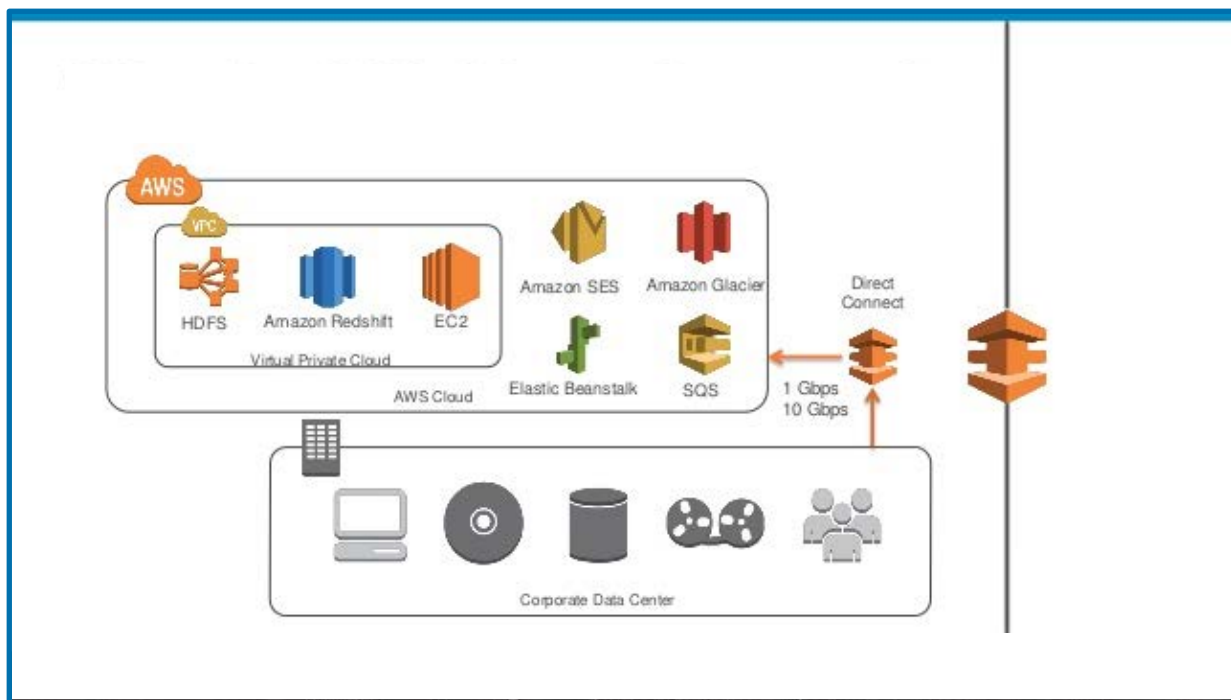 AWS
VPC
HDFS
Amazon Redshift
EC2
Virtual Private Cloud
Amazon SES
Amazon Glacier
Elastic Beanstalk
SQS
AWS Cloud
Direct
Connect
1 Gbps
10 Gbps
Corporate Data Center